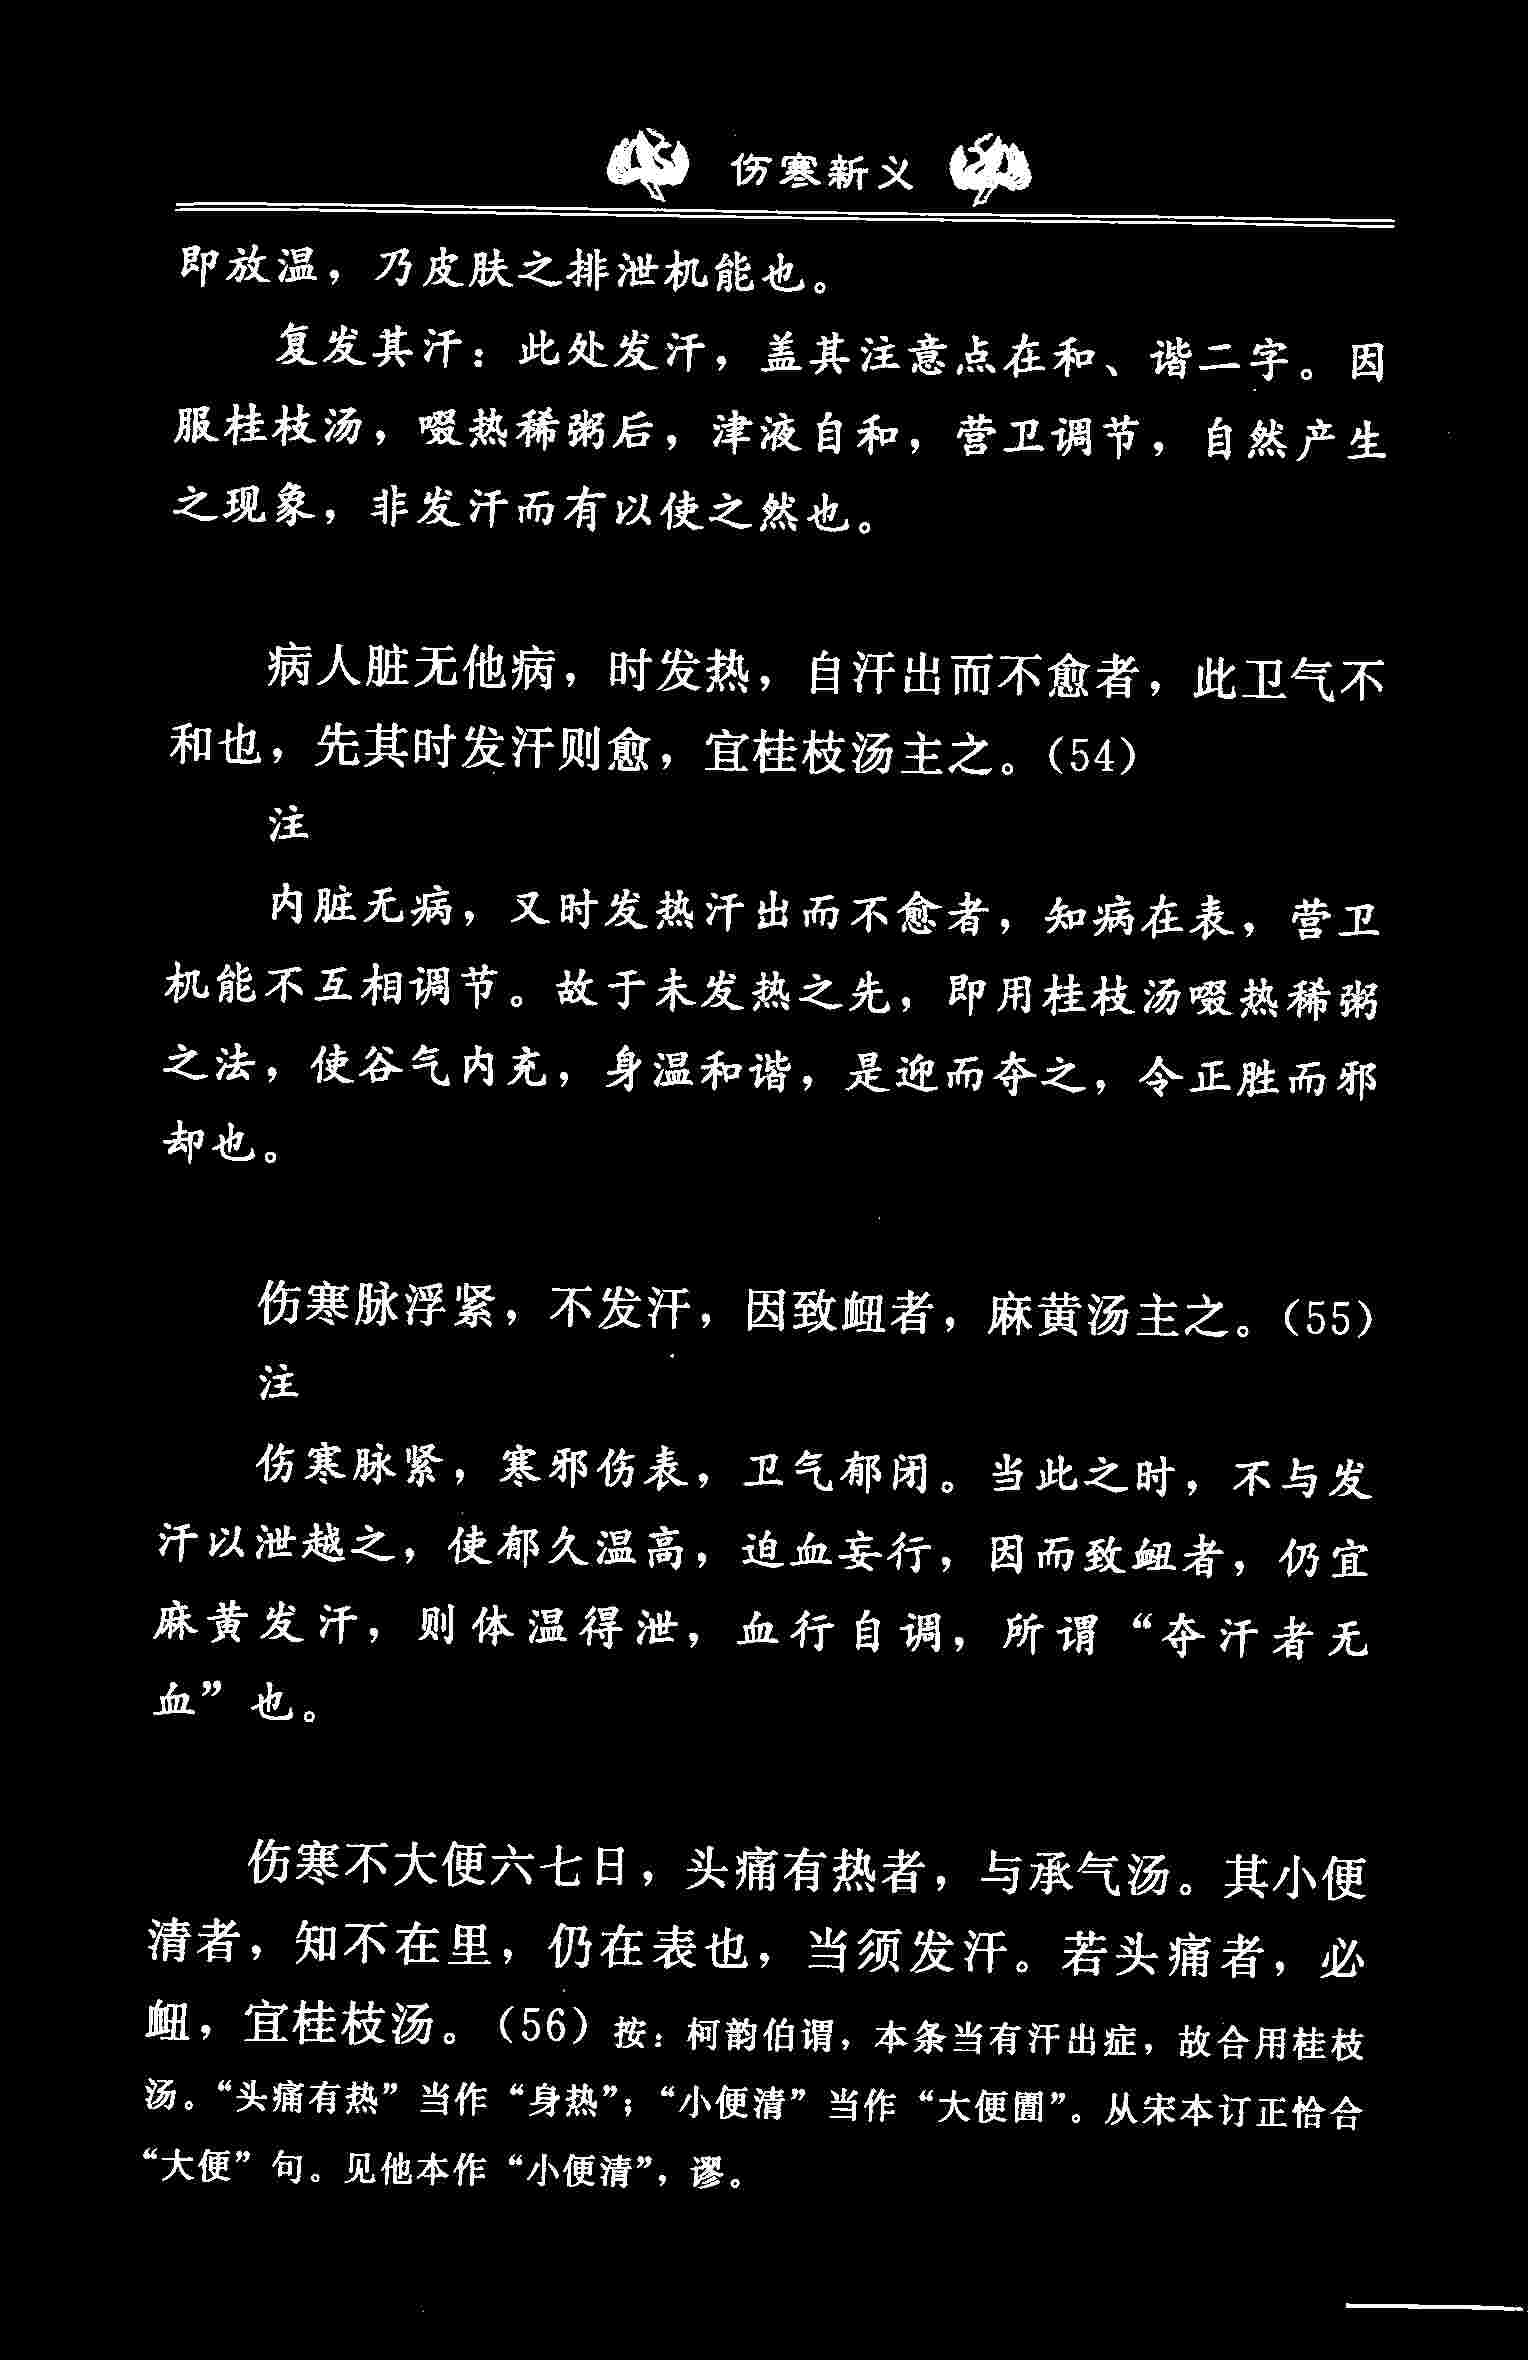 伤寒新义
即放温，乃皮肤之排泄机能也。
复发其汗：此处发汗，盖其注意点在和、谐二字。因
服桂枝汤，啜热稀粥后，津液自和，营卫调节，自然产生
之现象，非发汗而有以使之然也。
病人脏无他病，时发热，自汗出而不愈者，此卫气不
和也，先其时发汗则愈，宜桂枝汤主之。（54）
注
内脏无病，又时发热汗出而不愈者，知病在表，营卫
机能不互相调节。故于未发热之先，即用桂枝汤啜热稀粥
之法，使谷气内充，身温和谐，是迎而夺之，令正胜而邪
却也。
伤寒脉浮紧，不发汗，因致衄者，麻黄汤主之。（55）
注
伤寒脉紧，寒邪伤表，卫气郁闭。当此之时，不与发
汗以泄越之，使郁久温高，迫血妄行，因而致衄者，仍宜
麻黄发汗，则体温得泄，血行自调，所谓“夺汗者无
血”也。
伤寒不大便六七日，头痛有热者，与承气汤。其小便
清者，知不在里，仍在表也，当须发汗。若头痛者，必
衄，宜桂枝汤。（56）按：柯韵伯谓，本条当有汗出症，故合用桂枝
汤。“头痛有热”当作“身热”；“小便清”当作“大便圊”。从宋本订正恰合
“大便”句。见他本作“小便清”，谬。